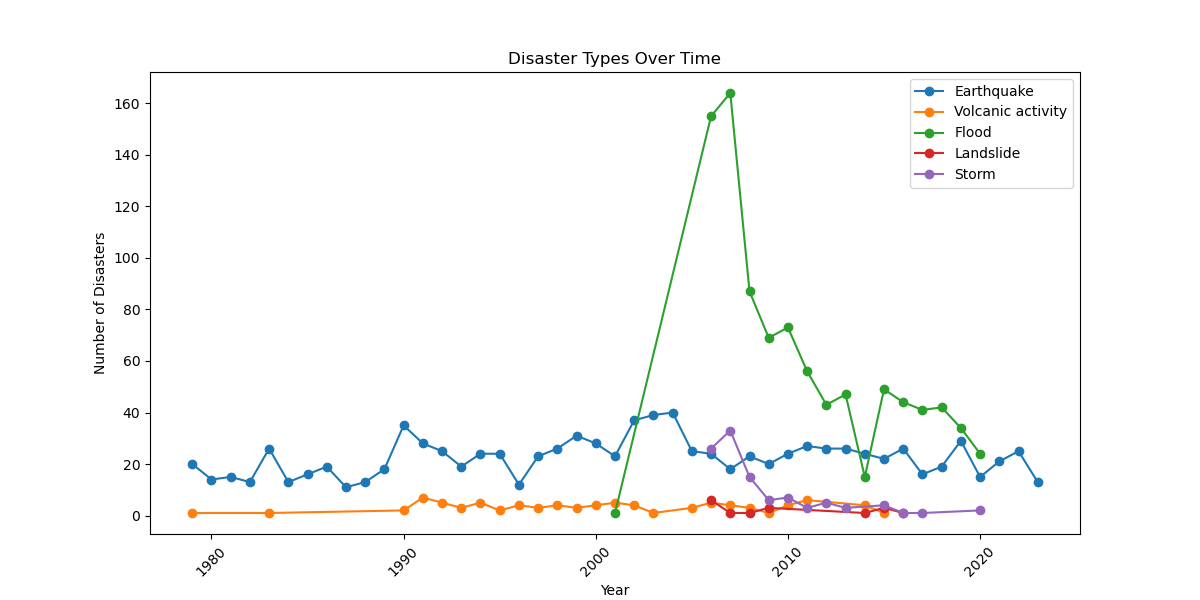 Disaster Types Over Time
Earthquake
Volcanic activity
Flood
Landslide
Storm
Number of Disasters
160
140
120
100
80
60
40
20
0
1980
1990
2000
2010
2020
Year